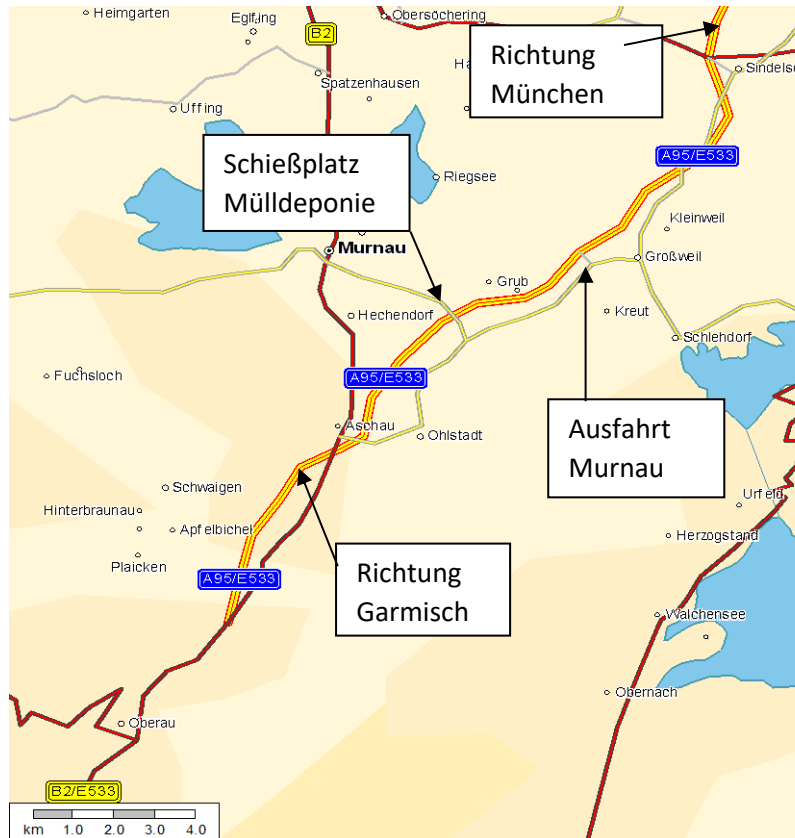 Heimgarten
Eglfing
Obersöchering
B2
Richtung
München
Sindelsd
Spatzenhausen
Uffing
Schießplatz
Mülldeponie
A95/E533
Riegsee
Kleinweil
Murnau
Großweil
Grub
Hechendorf
Kreut
Schlehdorf
Fuchsloch
A95/E533
Aschau
Ohlstadt
Ausfahrt
Murnau
Schwaigen
Hinterbraunau
Apfelbichel
Urfeld
Herzogstand
Plaicken
A95/E533
Richtung
Garmisch
Walchensee
Obernach
Oberau
B2/E533
km 1.0 2.0 3.0 4.0